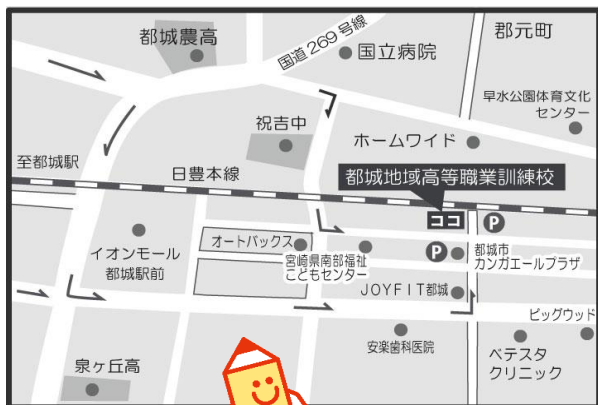 都城農高
国道269号線
国立病院
郡元町
早水公園体育文化
センター
祝吉中
ホームワイド
至都城駅
日豊本線
都城地域高等職業訓練校
ココ
P
イオンモール
都城駅前
オートバックス
宮崎県南部福祉
こどもセンター
P
都城市
カンガエールプラザ
JOYFIT都城
ビッグウッド
安楽歯科医院
ベテスタ
クリニック
泉ヶ丘高